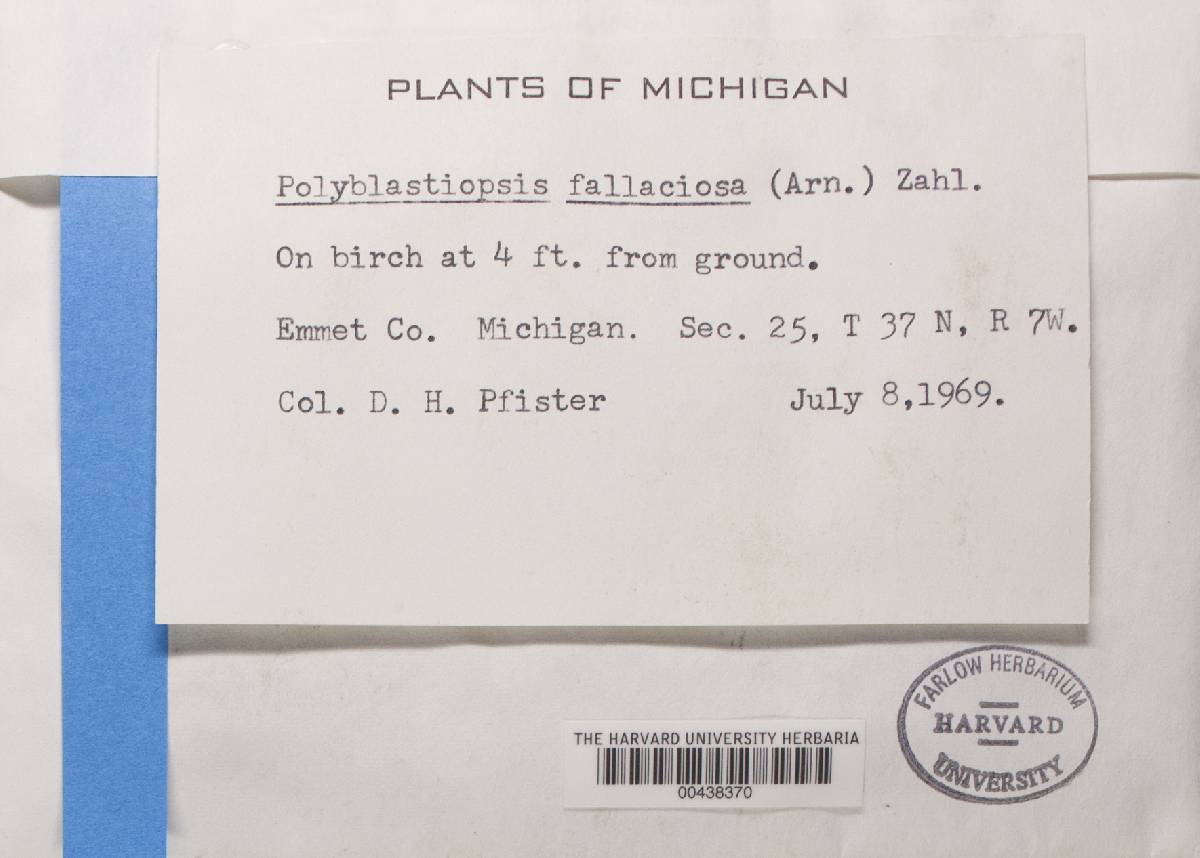 PLANTS OF MICHIGAN
Polyblastiopsis fallaciosa (Arn.) Zahl.
On birch at 4 ft. from ground.
Emmet Co. Michigan. Sec. 25, T 37 N, R 7W.
Col. D. H. Pfister July 8,1969.
FARLOW HERBARIUM
HARVARD
UNIVERSITY
THE HARVARD UNIVERSITY HERBARIA
00438370